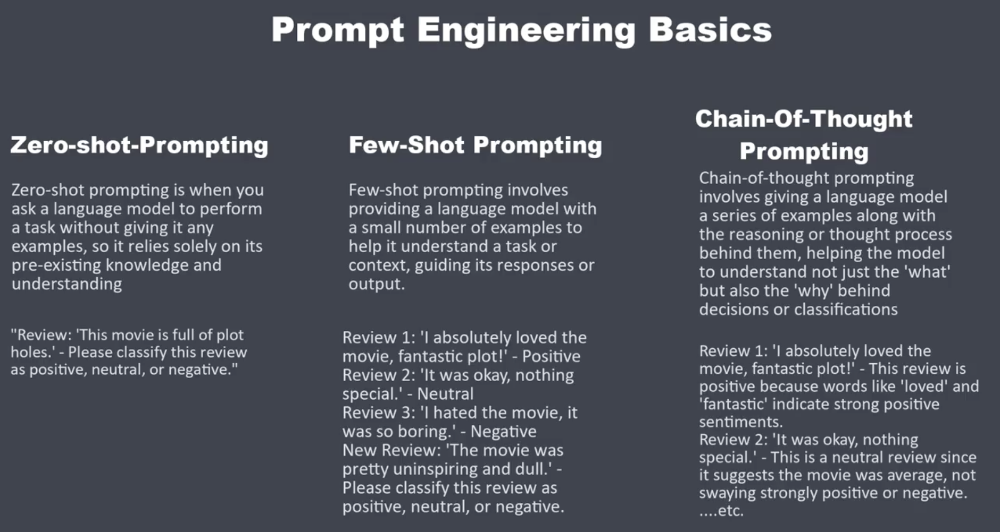 Prompt Engineering Basics
Zero-shot-Prompting
Zero-shot prompting is when you
ask a language model to perform
a task without giving it any
examples, so it relies solely on its
pre-existing knowledge and
understanding
"Review: 'This movie is full of plot
holes.' - Please classify this review
as positive, neutral, or negative."
Few-Shot Prompting
Few-shot prompting involves
providing a language model with
a small number of examples to
help it understand a task or
context, guiding its responses or
output.
Review 1: 'I absolutely loved the
movie, fantastic plot!' - Positive
Review 2: 'It was okay, nothing
special.' - Neutral
Review 3: 'I hated the movie, it
was so boring.' - Negative
New Review: 'The movie was
pretty uninspiring and dull.' -
Please classify this review as
positive, neutral, or negative.
Chain-Of-Thought
Prompting
Chain-of-thought prompting
involves giving a language model
a series of examples along with
the reasoning or thought process
behind them, helping the model
to understand not just the 'what'
but also the 'why' behind
decisions or classifications
Review 1: 'I absolutely loved the
movie, fantastic plot!' - This review is
positive because words like 'loved' and
'fantastic' indicate strong positive
sentiments.
Review 2: 'It was okay, nothing
special.' - This is a neutral review since
it suggests the movie was average, not
swaying strongly positive or negative.
....etc.